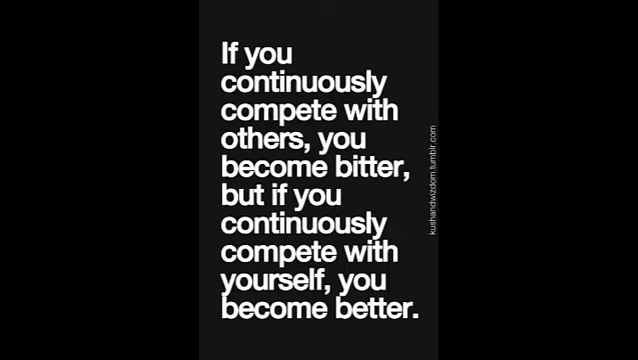 If you
continuously
compete with
others, you
become bitter,
but if you
continuously
compete with
yourself, you
become better.
kushandwizdom.tumblr.com